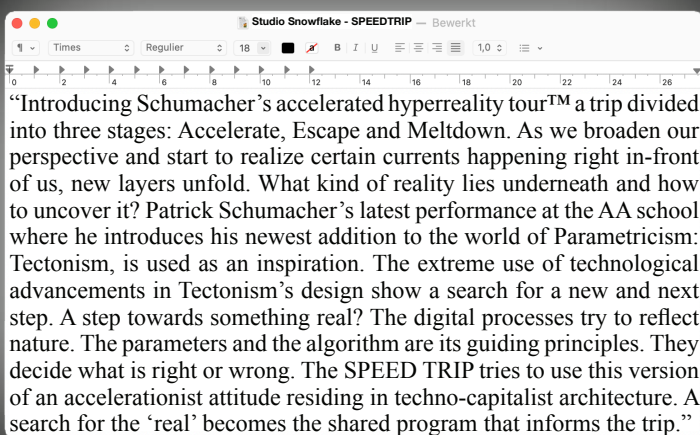 Studio Snowflake - SPEEDTRIP — Bewerkt
¶ Times Regulier 18 a B I U 1,0
0 2 4 6 8 10 12 14 16 18 20 22 24 26
“Introducing Schumacher’s accelerated hyperreality tour™ a trip divided
into three stages: Accelerate, Escape and Meltdown. As we broaden our
perspective and start to realize certain currents happening right in-front
of us, new layers unfold. What kind of reality lies underneath and how
to uncover it? Patrick Schumacher’s latest performance at the AA school
where he introduces his newest addition to the world of Parametricism:
Tectonism, is used as an inspiration. The extreme use of technological
advancements in Tectonism’s design show a search for a new and next
step. A step towards something real? The digital processes try to reflect
nature. The parameters and the algorithm are its guiding principles. They
decide what is right or wrong. The SPEED TRIP tries to use this version
of an accelerationist attitude residing in techno-capitalist architecture. A
search for the ‘real’ becomes the shared program that informs the trip.”